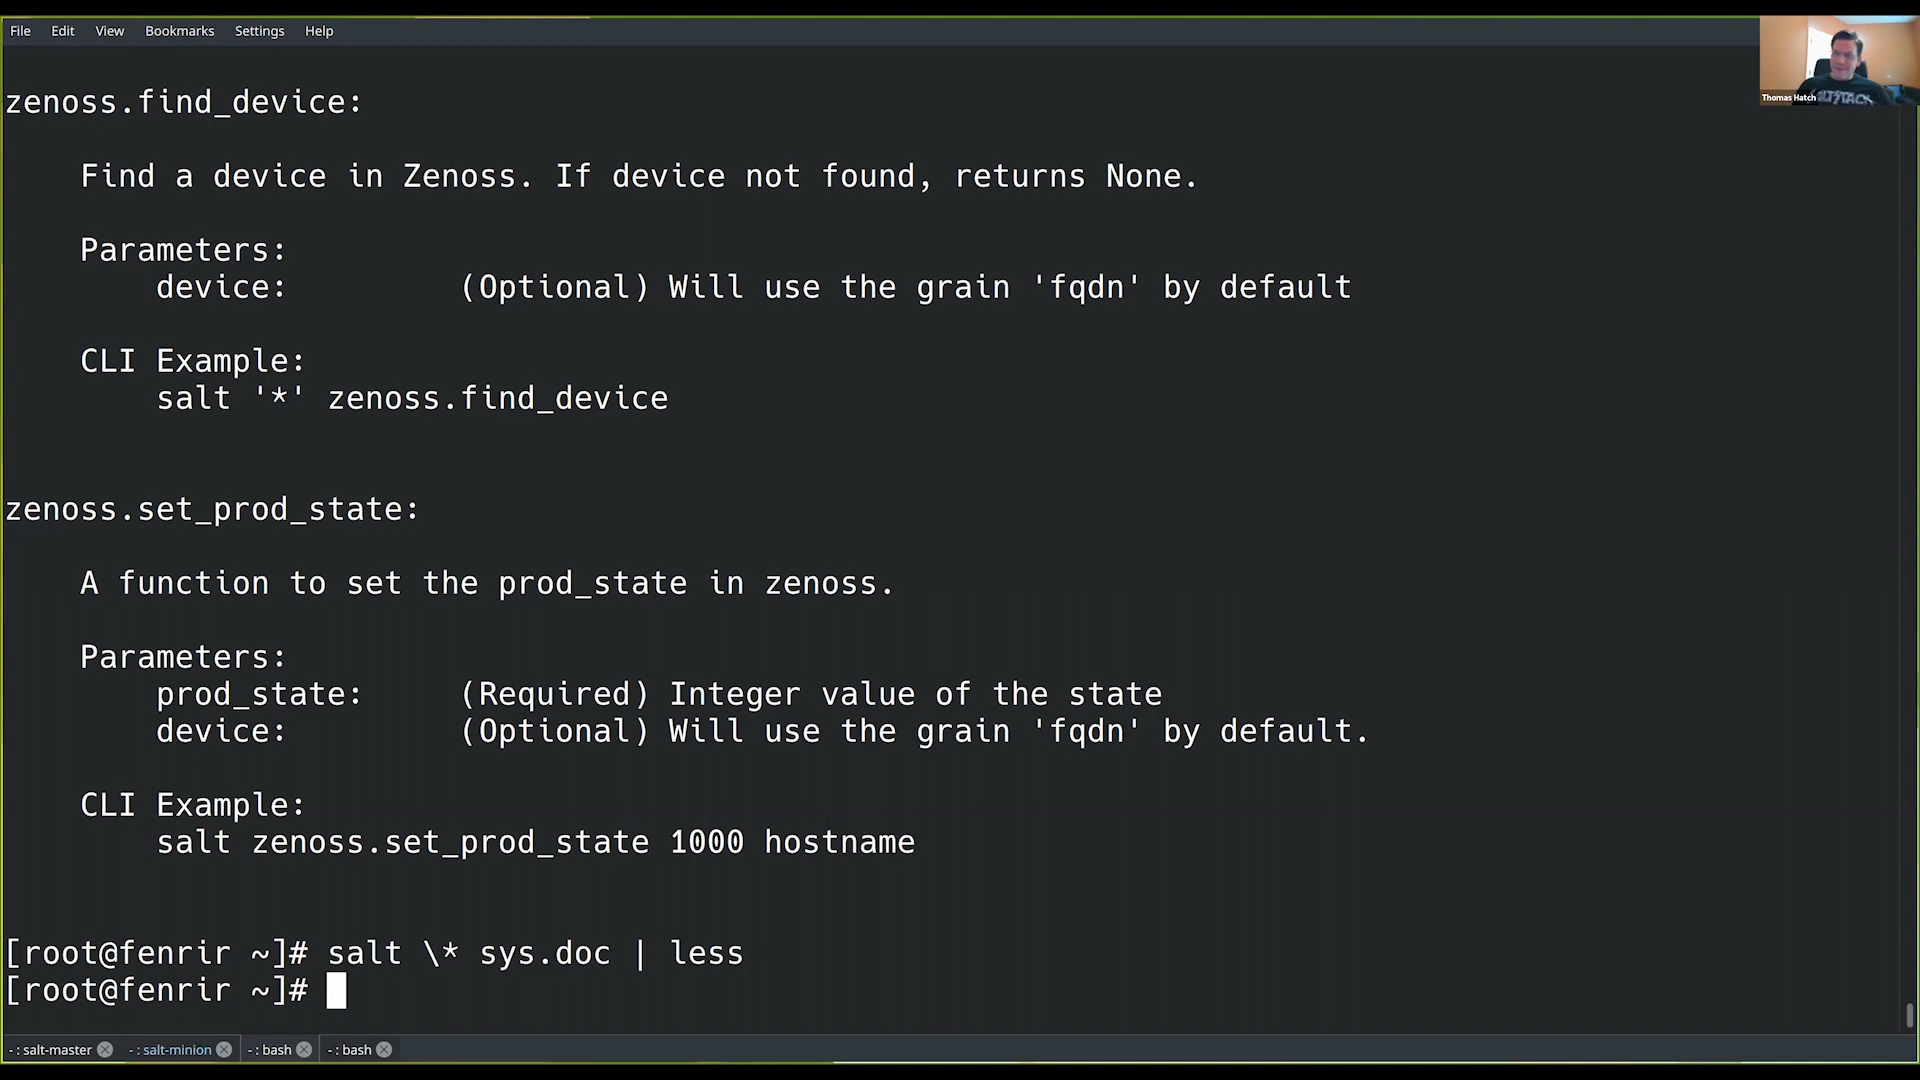 File Edit View Bookmarks Settings Help
Thomas Hatch
zenoss.find_device:
Find a device in Zenoss. If device not found, returns None.
Parameters:
device: (Optional) Will use the grain 'fqdn' by default
CLI Example:
salt '*' zenoss.find_device
zenoss.set_prod_state:
A function to set the prod_state in zenoss.
Parameters:
prod_state: (Required) Integer value of the state
device: (Optional) Will use the grain 'fqdn' by default.
CLI Example:
salt zenoss.set_prod_state 1000 hostname
[root@fenrir ~]# salt \* sys.doc | less
[root@fenrir ~]#
- : salt-master - : salt-minion - : bash - : bash